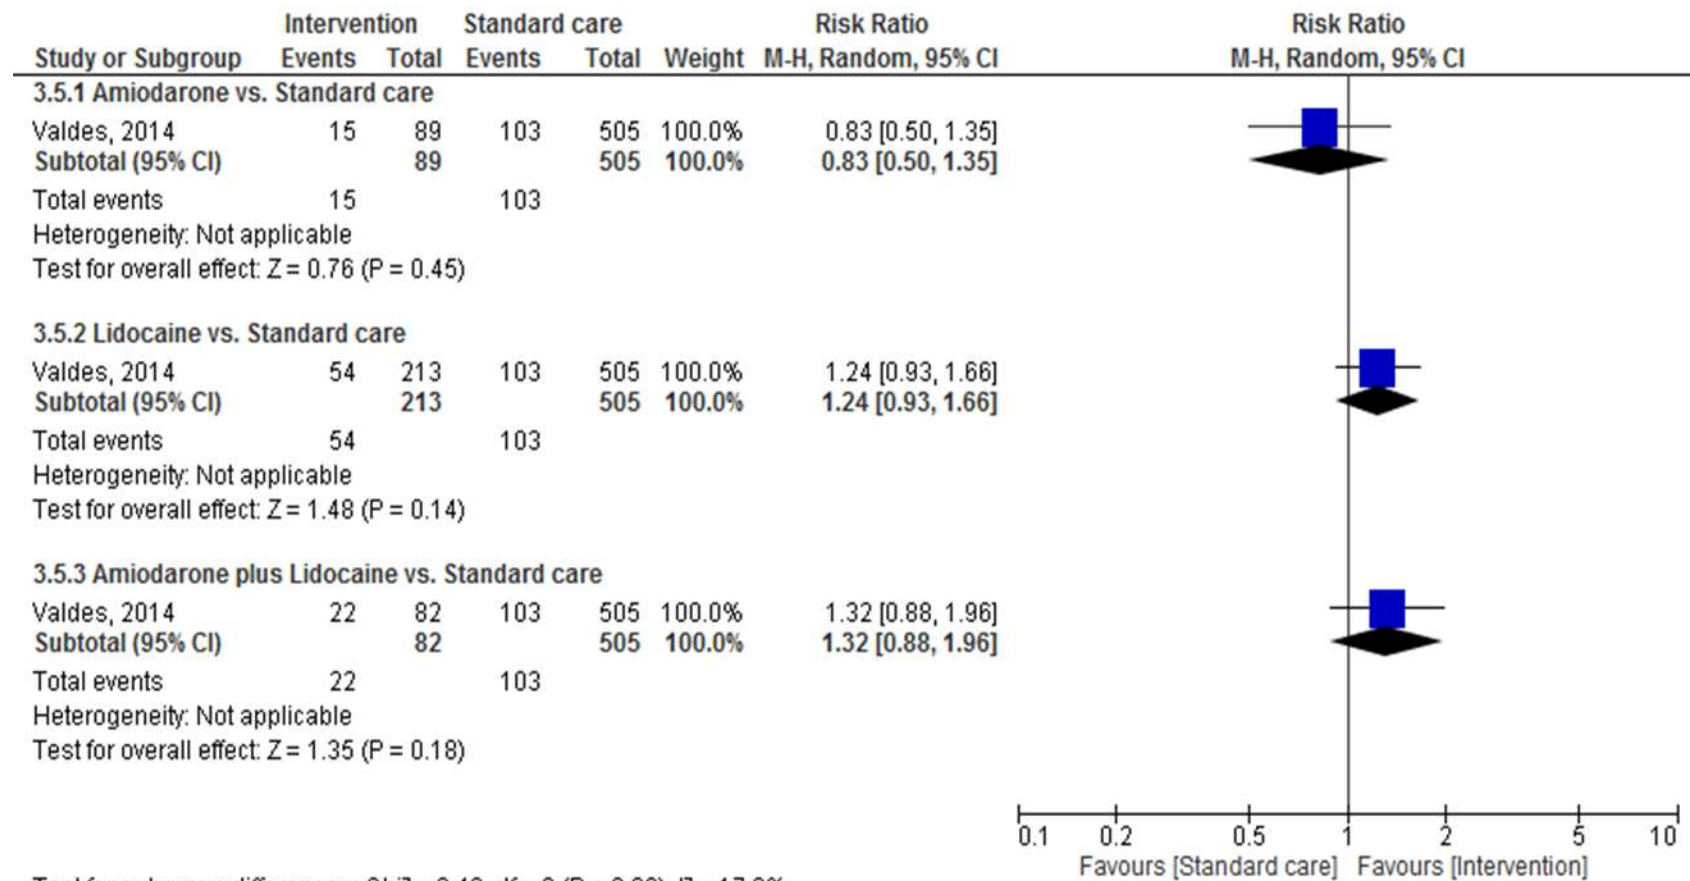 Intervention Standard care Risk Ratio Risk Ratio
Study or Subgroup Events Total Events Total Weight M-H, Random, 95% CI M-H, Random, 95% CI
3.5.1 Amiodarone vs. Standard care
Valdes, 2014 15 89 103 505 100.0% 0.83 [0.50, 1.35]
Subtotal (95% CI) 89 505 100.0% 0.83 [0.50, 1.35]
Total events 15 103
Heterogeneity: Not applicable
Test for overall effect: Z = 0.76 (P = 0.45)
3.5.2 Lidocaine vs. Standard care
Valdes, 2014 54 213 103 505 100.0% 1.24 [0.93, 1.66]
Subtotal (95% CI) 213 505 100.0% 1.24 [0.93, 1.66]
Total events 54 103
Heterogeneity: Not applicable
Test for overall effect: Z = 1.48 (P = 0.14)
3.5.3 Amiodarone plus Lidocaine vs. Standard care
Valdes, 2014 22 82 103 505 100.0% 1.32 [0.88, 1.96]
Subtotal (95% CI) 82 505 100.0% 1.32 [0.88, 1.96]
Total events 22 103
Heterogeneity: Not applicable
Test for overall effect: Z = 1.35 (P = 0.18)
0.1 0.2 0.5 1 2 5 10
Favours [Standard care] Favours [Intervention]